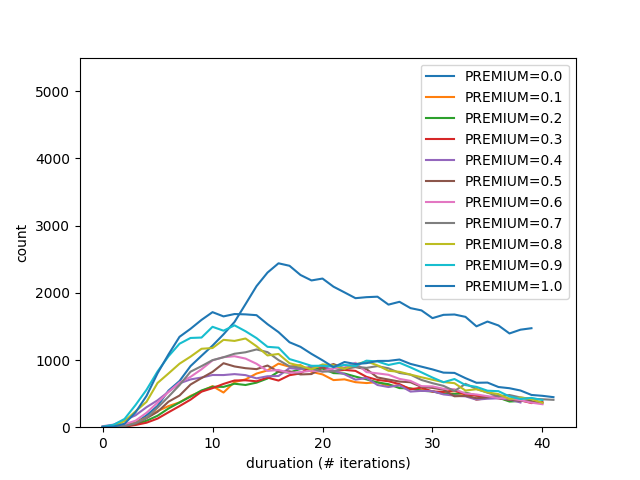 5000
4000
3000
2000
1000
0
count
0
10
20
30
40
duruation (# iterations)
PREMIUM=0.0
PREMIUM=0.1
PREMIUM=0.2
PREMIUM=0.3
PREMIUM=0.4
PREMIUM=0.5
PREMIUM=0.6
PREMIUM=0.7
PREMIUM=0.8
PREMIUM=0.9
PREMIUM=1.0